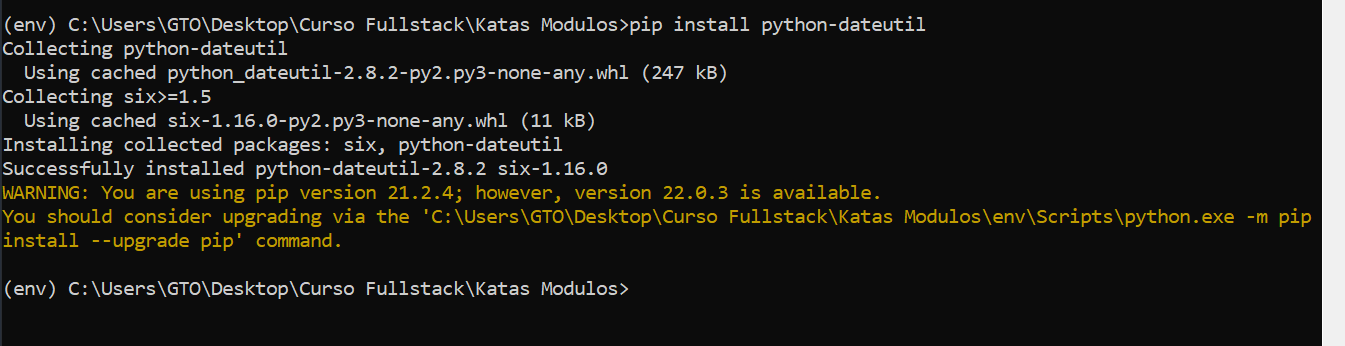 (env) C:\Users\GTO\Desktop\Curso Fullstack\Katas Modulos>pip install python-dateutil
Collecting python-dateutil
  Using cached python_dateutil-2.8.2-py2.py3-none-any.whl (247 kB)
Collecting six>=1.5
  Using cached six-1.16.0-py2.py3-none-any.whl (11 kB)
Installing collected packages: six, python-dateutil
Successfully installed python-dateutil-2.8.2 six-1.16.0
WARNING: You are using pip version 21.2.4; however, version 22.0.3 is available.
You should consider upgrading via the 'C:\Users\GTO\Desktop\Curso Fullstack\Katas Modulos\env\Scripts\python.exe -m pip
install --upgrade pip' command.
(env) C:\Users\GTO\Desktop\Curso Fullstack\Katas Modulos>